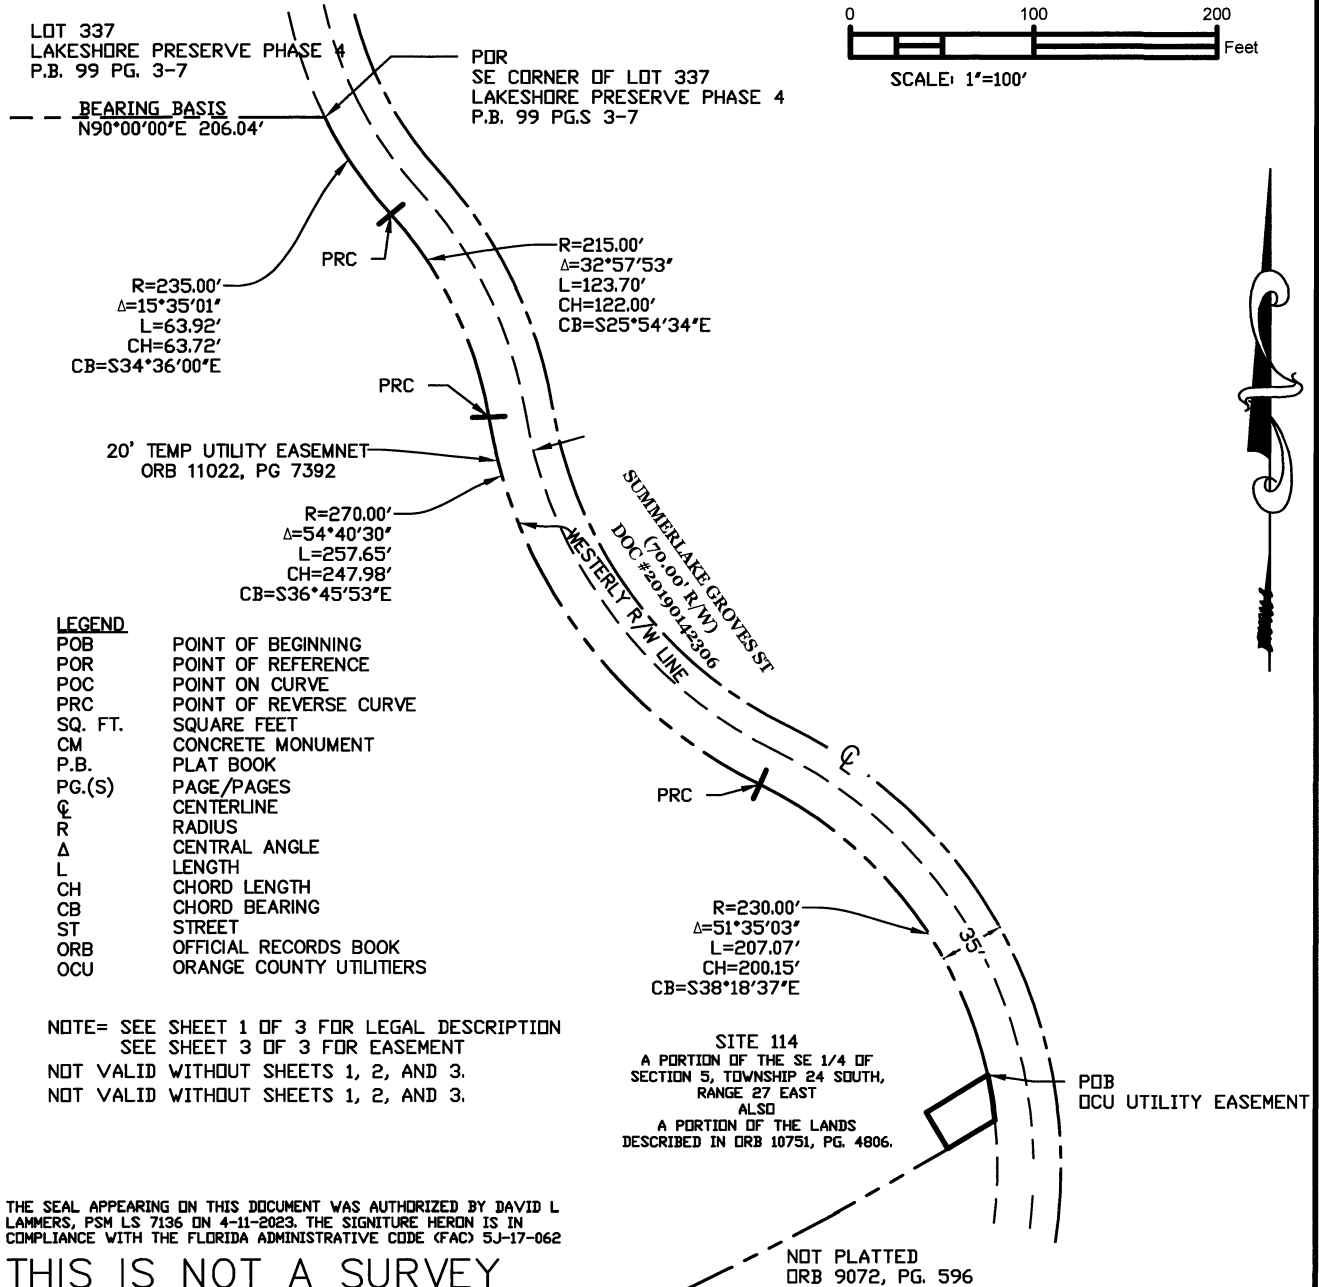 LOT 337
LAKESHORE PRESERVE PHASE 4
P.B. 99 PG. 3-7
BEARING BASIS
N90°00'00"E 206.04'
POR
SE CORNER OF LOT 337
LAKESHORE PRESERVE PHASE 4
P.B. 99 PG.S 3-7
0 100 200
Feet
SCALE: 1"=100'
PRC
R=215.00'
Δ=32°57'53"
L=123.70'
CH=122.00'
CB=S25°54'34"E
R=235.00'
Δ=15°35'01"
L=63.92'
CH=63.72'
CB=S34°36'00"E
PRC
20' TEMP UTILITY EASEMNET
ORB 11022, PG 7392
R=270.00'
Δ=54°40'30"
L=257.65'
CH=247.98'
CB=S36°45'53"E
SUMMERLAKE GROVES ST
(70.00' R/W)
DOC #20190142306
WESTERLY R/W LINE
LEGEND
POB POINT OF BEGINNING
POR POINT OF REFERENCE
POC POINT ON CURVE
PRC POINT OF REVERSE CURVE
SQ. FT. SQUARE FEET
CM CONCRETE MONUMENT
P.B. PLAT BOOK
PG.(S) PAGE/PAGES
℄ CENTERLINE
R RADIUS
Δ CENTRAL ANGLE
L LENGTH
CH CHORD LENGTH
CB CHORD BEARING
ST STREET
ORB OFFICIAL RECORDS BOOK
OCU ORANGE COUNTY UTILITIERS
℄
PRC
R=230.00'
Δ=51°35'03"
L=207.07'
CH=200.15'
CB=S38°18'37"E
35'
NOTE= SEE SHEET 1 OF 3 FOR LEGAL DESCRIPTION
SEE SHEET 3 OF 3 FOR EASEMENT
NOT VALID WITHOUT SHEETS 1, 2, AND 3.
NOT VALID WITHOUT SHEETS 1, 2, AND 3.
SITE 114
A PORTION OF THE SE 1/4 OF
SECTION 5, TOWNSHIP 24 SOUTH,
RANGE 27 EAST
ALSO
A PORTION OF THE LANDS
DESCRIBED IN ORB 10751, PG. 4806.
POB
OCU UTILITY EASEMENT
THE SEAL APPEARING ON THIS DOCUMENT WAS AUTHORIZED BY DAVID L
LAMMERS, PSM LS 7136 ON 4-11-2023. THE SIGNITURE HERON IS IN
COMPLIANCE WITH THE FLORIDA ADMINISTRATIVE CODE (FAC) 5J-17-062
THIS IS NOT A SURVEY
NOT PLATTED
ORB 9072, PG. 596